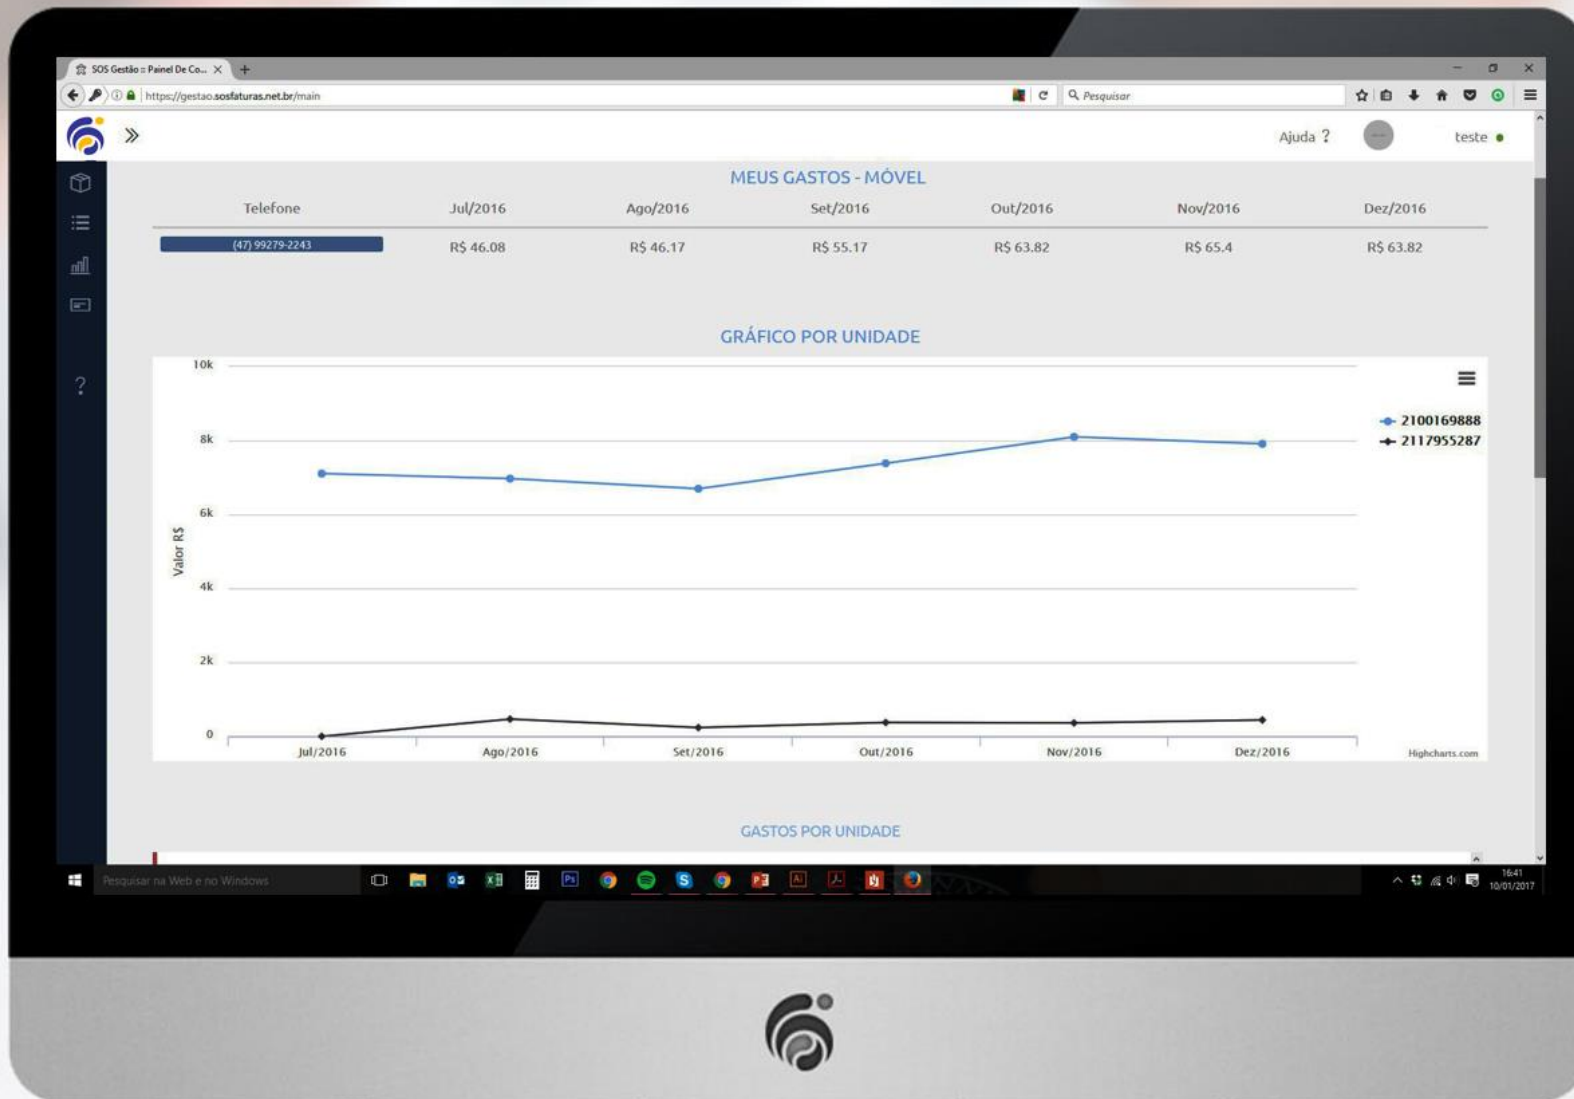 SOS Gestão :: Painel De Co...
https://gestao.sosfaturas.net.br/main
Pesquisar
Ajuda ?
teste
MEUS GASTOS - MÓVEL
Telefone Jul/2016 Ago/2016 Set/2016 Out/2016 Nov/2016 Dez/2016
(47) 99279-2243 R$ 46.08 R$ 46.17 R$ 55.17 R$ 63.82 R$ 65.4 R$ 63.82
?
GRÁFICO POR UNIDADE
10k
8k
6k
4k
2k
0
Valor R$
2100169888
2117955287
Jul/2016 Ago/2016 Set/2016 Out/2016 Nov/2016 Dez/2016
Highcharts.com
GASTOS POR UNIDADE
Pesquisar na Web e no Windows
Ps
S
Ai
16:41
10/01/2017